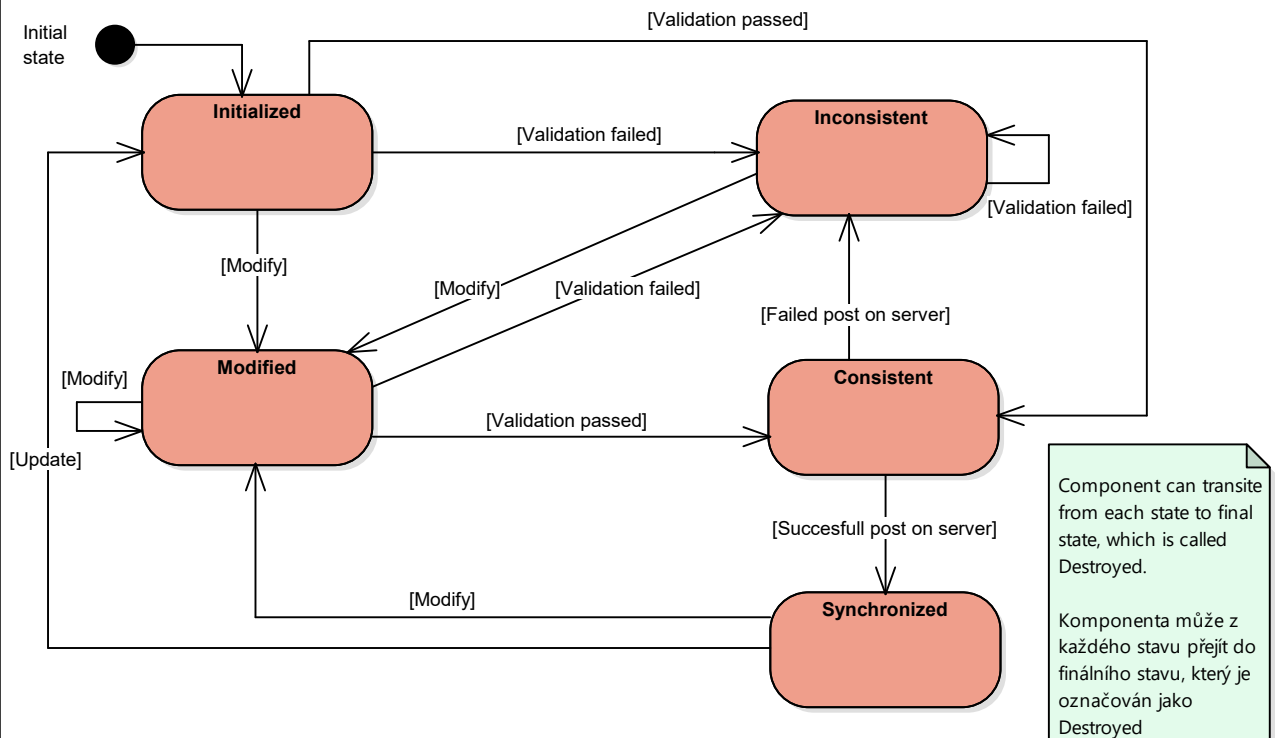 Initial
state
[Validation passed]
Initialized
[Validation failed]
Inconsistent
[Validation failed]
[Modify]
[Modify]
[Validation failed]
[Failed post on server]
Modified
[Modify]
Consistent
[Validation passed]
[Update]
[Succesfull post on server]
[Modify]
Synchronized
Component can transite
from each state to final
state, which is called
Destroyed.
Komponenta může z
každého stavu přejít do
finálního stavu, který je
označován jako
Destroyed